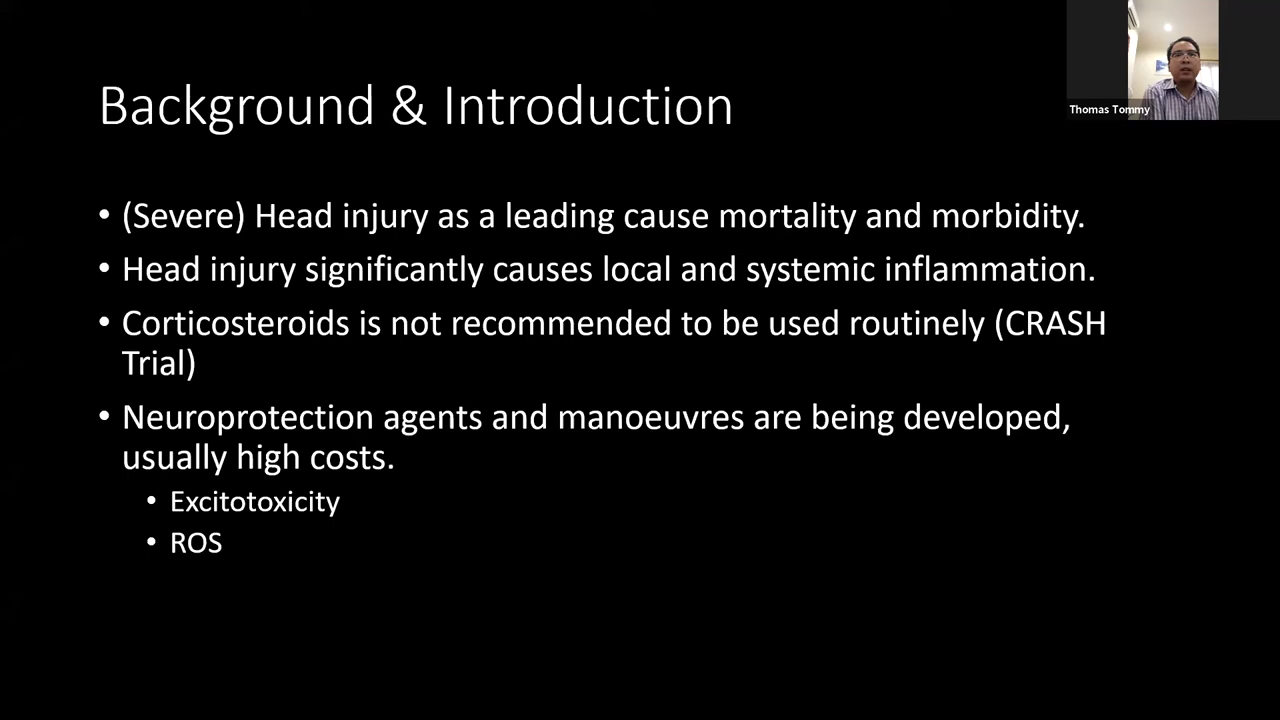 Thomas Tommy
Background & Introduction
• (Severe) Head injury as a leading cause mortality and morbidity.
• Head injury significantly causes local and systemic inflammation.
• Corticosteroids is not recommended to be used routinely (CRASH
Trial)
• Neuroprotection agents and manoeuvres are being developed,
usually high costs.
• Excitotoxicity
• ROS